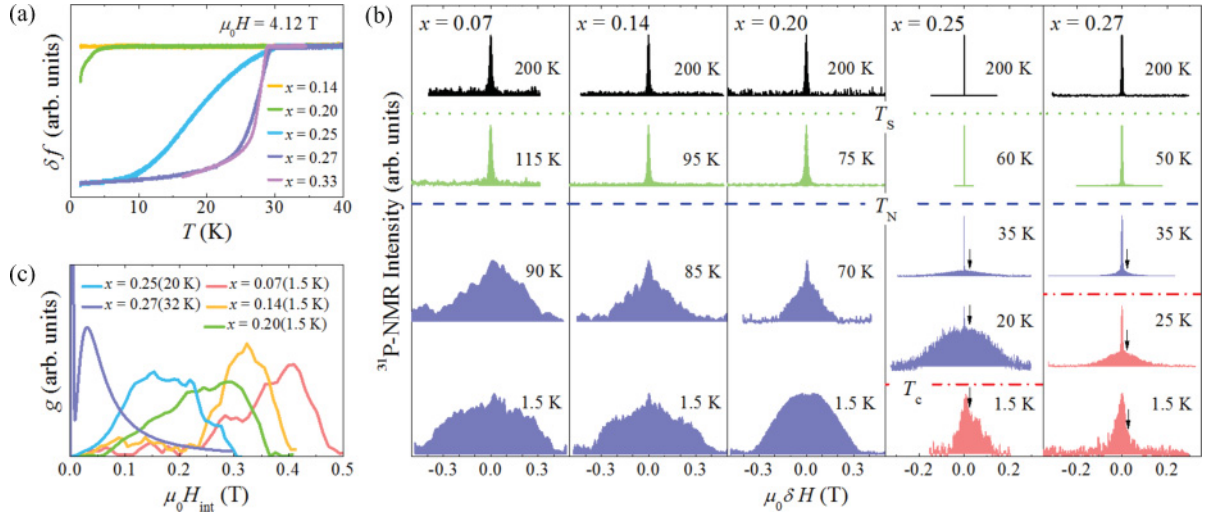 (a)
μ₀H = 4.12 T
δf (arb. units)
x = 0.14
x = 0.20
x = 0.25
x = 0.27
x = 0.33
0 10 20 30 40
T (K)
(c)
x = 0.25(20 K)
x = 0.07(1.5 K)
x = 0.27(32 K)
x = 0.14(1.5 K)
x = 0.20(1.5 K)
g (arb. units)
0.0 0.1 0.2 0.3 0.4 0.5
μ₀H_int (T)
(b)
x = 0.07
x = 0.14
x = 0.20
x = 0.25
x = 0.27
³¹P-NMR Intensity (arb. units)
200 K 200 K 200 K 200 K 200 K
T_S
115 K 95 K 75 K 60 K 50 K
T_N
90 K 85 K 70 K 35 K 35 K
20 K 25 K
T_c
1.5 K 1.5 K 1.5 K 1.5 K 1.5 K
-0.3 0.0 0.3 -0.3 0.0 0.3 -0.3 0.0 0.3 -0.2 0.0 0.2 -0.2 0.0 0.2
μ₀δH (T)